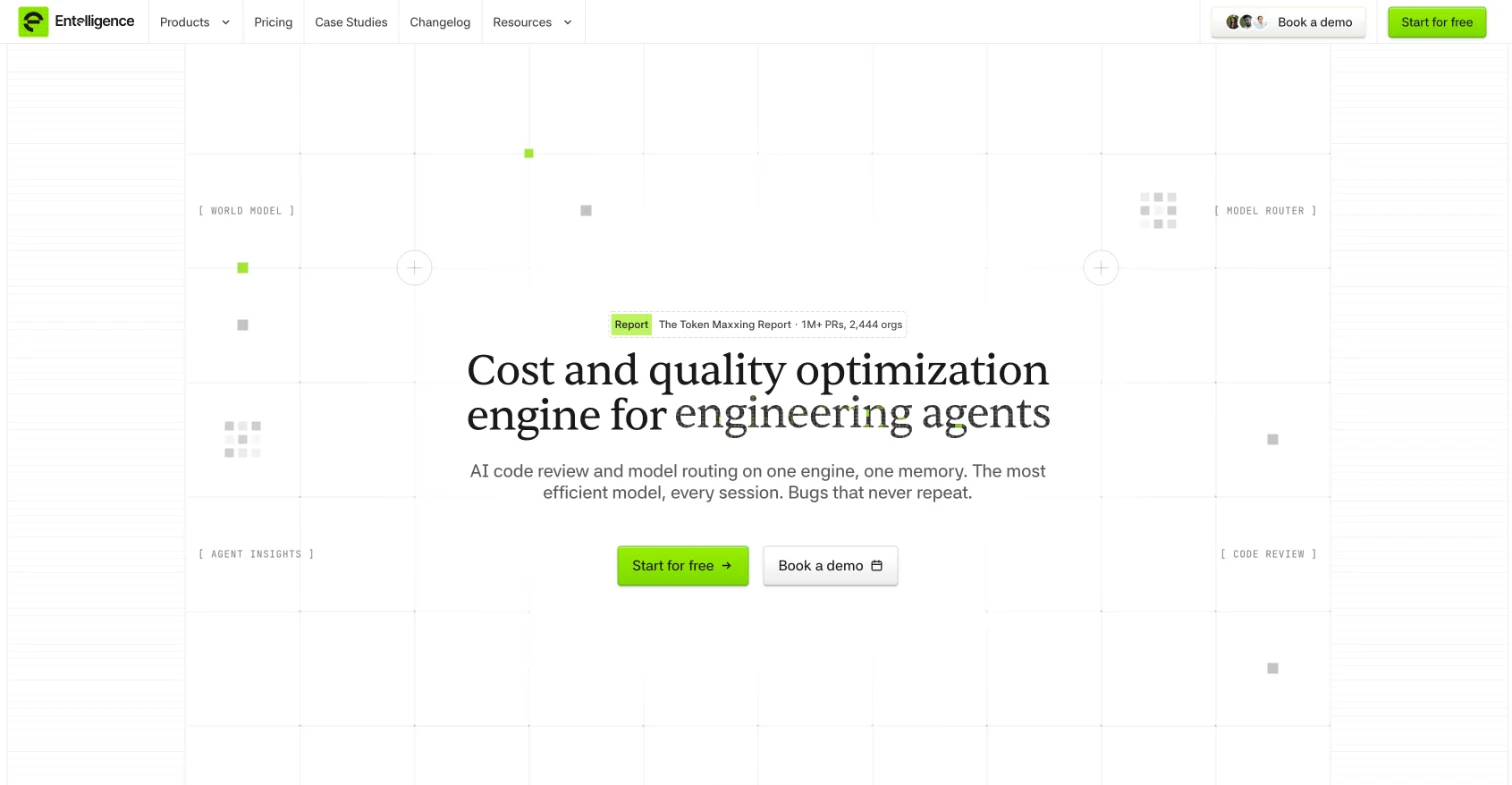 Entelligence
Products
Pricing
Case Studies
Changelog
Resources
Book a demo
Start for free
[ WORLD MODEL ]
[ MODEL ROUTER ]
Report The Token Maxxing Report · 1M+ PRs, 2,444 orgs
Cost and quality optimization
engine for engineering agents
AI code review and model routing on one engine, one memory. The most
efficient model, every session. Bugs that never repeat.
[ AGENT INSIGHTS ]
[ CODE REVIEW ]
Start for free →
Book a demo